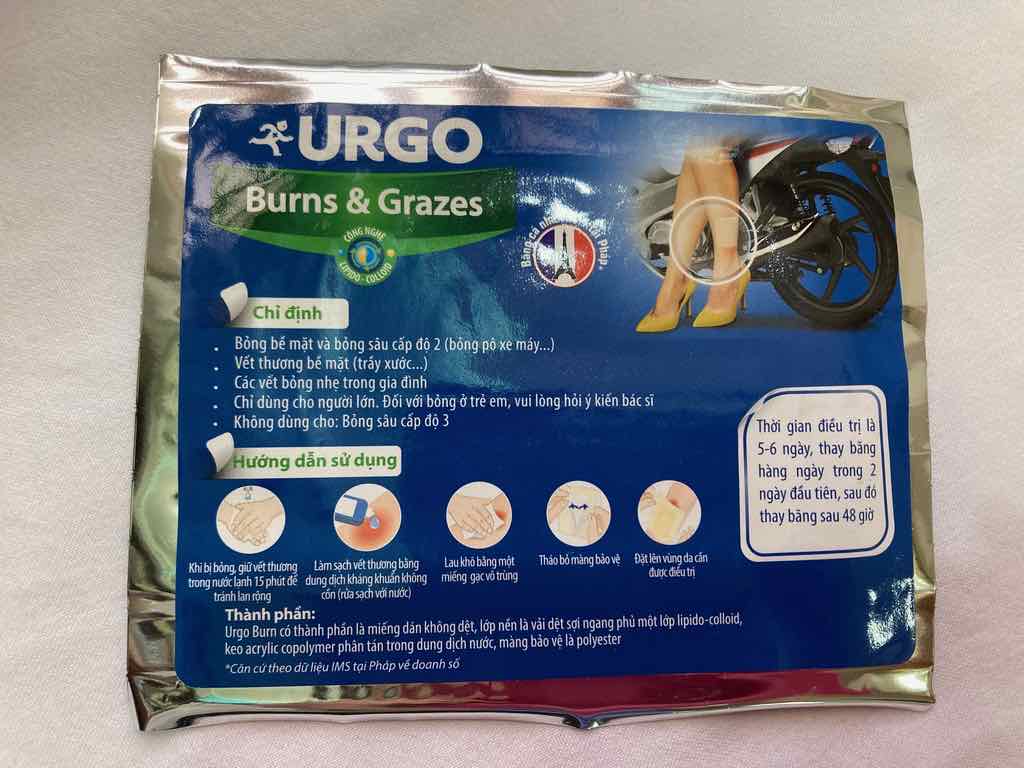 URGO
Burns & Grazes
CÔNG NGHỆ
LIPIDO - COLLOID
Băng cá nhân tại Pháp*
Chỉ định
. Bỏng bề mặt và bỏng sâu cấp độ 2 (bỏng pô xe máy...)
. Vết thương bề mặt (trầy xước...)
. Các vết bỏng nhẹ trong gia đình
. Chỉ dùng cho người lớn. Đối với bỏng ở trẻ em, vui lòng hỏi ý kiến bác sĩ
. Không dùng cho: Bỏng sâu cấp độ 3
Thời gian điều trị là
5-6 ngày, thay băng
hàng ngày trong 2
ngày đầu tiên, sau đó
thay băng sau 48 giờ
Hướng dẫn sử dụng
Khi bị bỏng, giữ vết thương
trong nước lạnh 15 phút để
tránh lan rộng
Làm sạch vết thương bằng
dung dịch kháng khuẩn không
cồn (rửa sạch với nước)
Lau khô bằng một
miếng gạc vô trùng
Tháo bỏ màng bảo vệ
Đặt lên vùng da cần
được điều trị
Thành phần:
Urgo Burn có thành phần là miếng dán không dệt, lớp nền là vải dệt sợi ngang phủ một lớp lipido-colloid,
keo acrylic copolymer phân tán trong dung dịch nước, màng bảo vệ là polyester
*Căn cứ theo dữ liệu IMS tại Pháp về doanh số